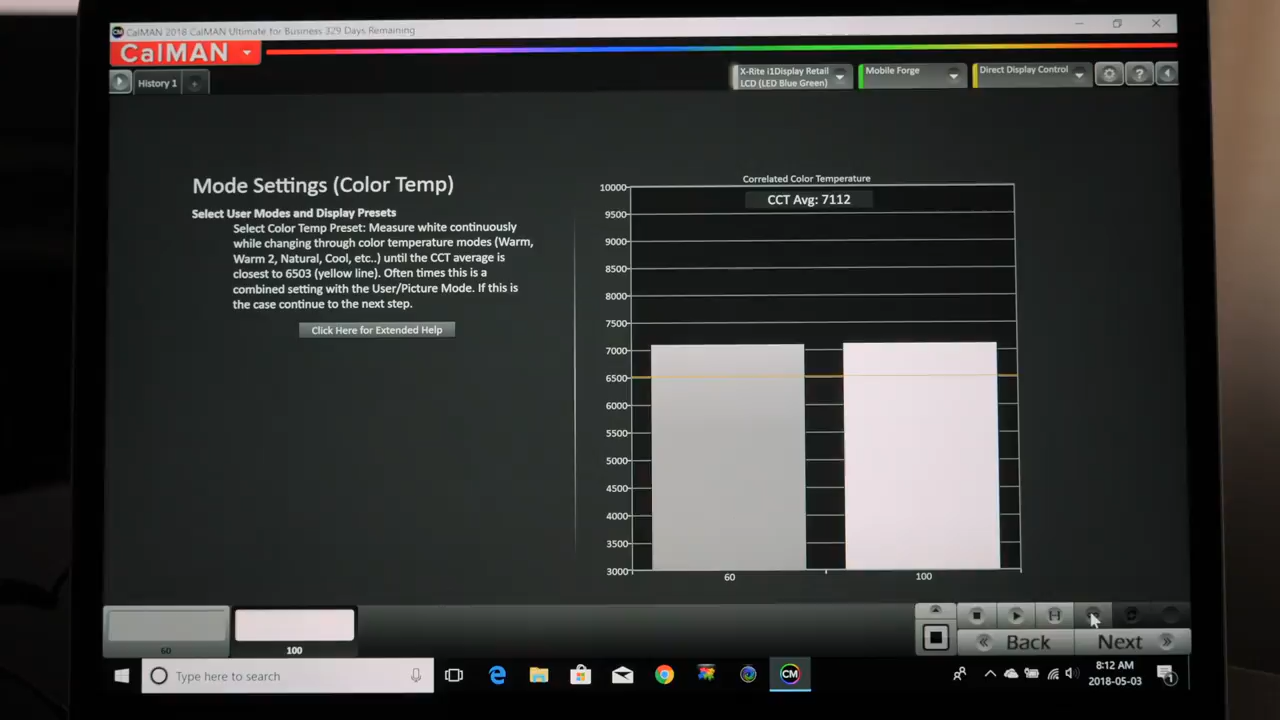 CalMAN 2018 CalMAN Ultimate for Business 329 Days Remaining
CalMAN
History 1
X-Rite i1Display Retail
LCD (LED Blue Green)
Mobile Forge
Direct Display Control
?
Mode Settings (Color Temp)
Select User Modes and Display Presets
Select Color Temp Preset: Measure white continuously
while changing through color temperature modes (Warm,
Warm 2, Natural, Cool, etc..) until the CCT average is
closest to 6503 (yellow line). Often times this is a
combined setting with the User/Picture Mode. If this is
the case continue to the next step.
Click Here for Extended Help
Correlated Color Temperature
CCT Avg: 7112
10000
9500
9000
8500
8000
7500
7000
6500
6000
5500
5000
4500
4000
3500
3000
60
100
60
100
Back
Next
Type here to search
CM
8:12 AM
2018-05-03
1